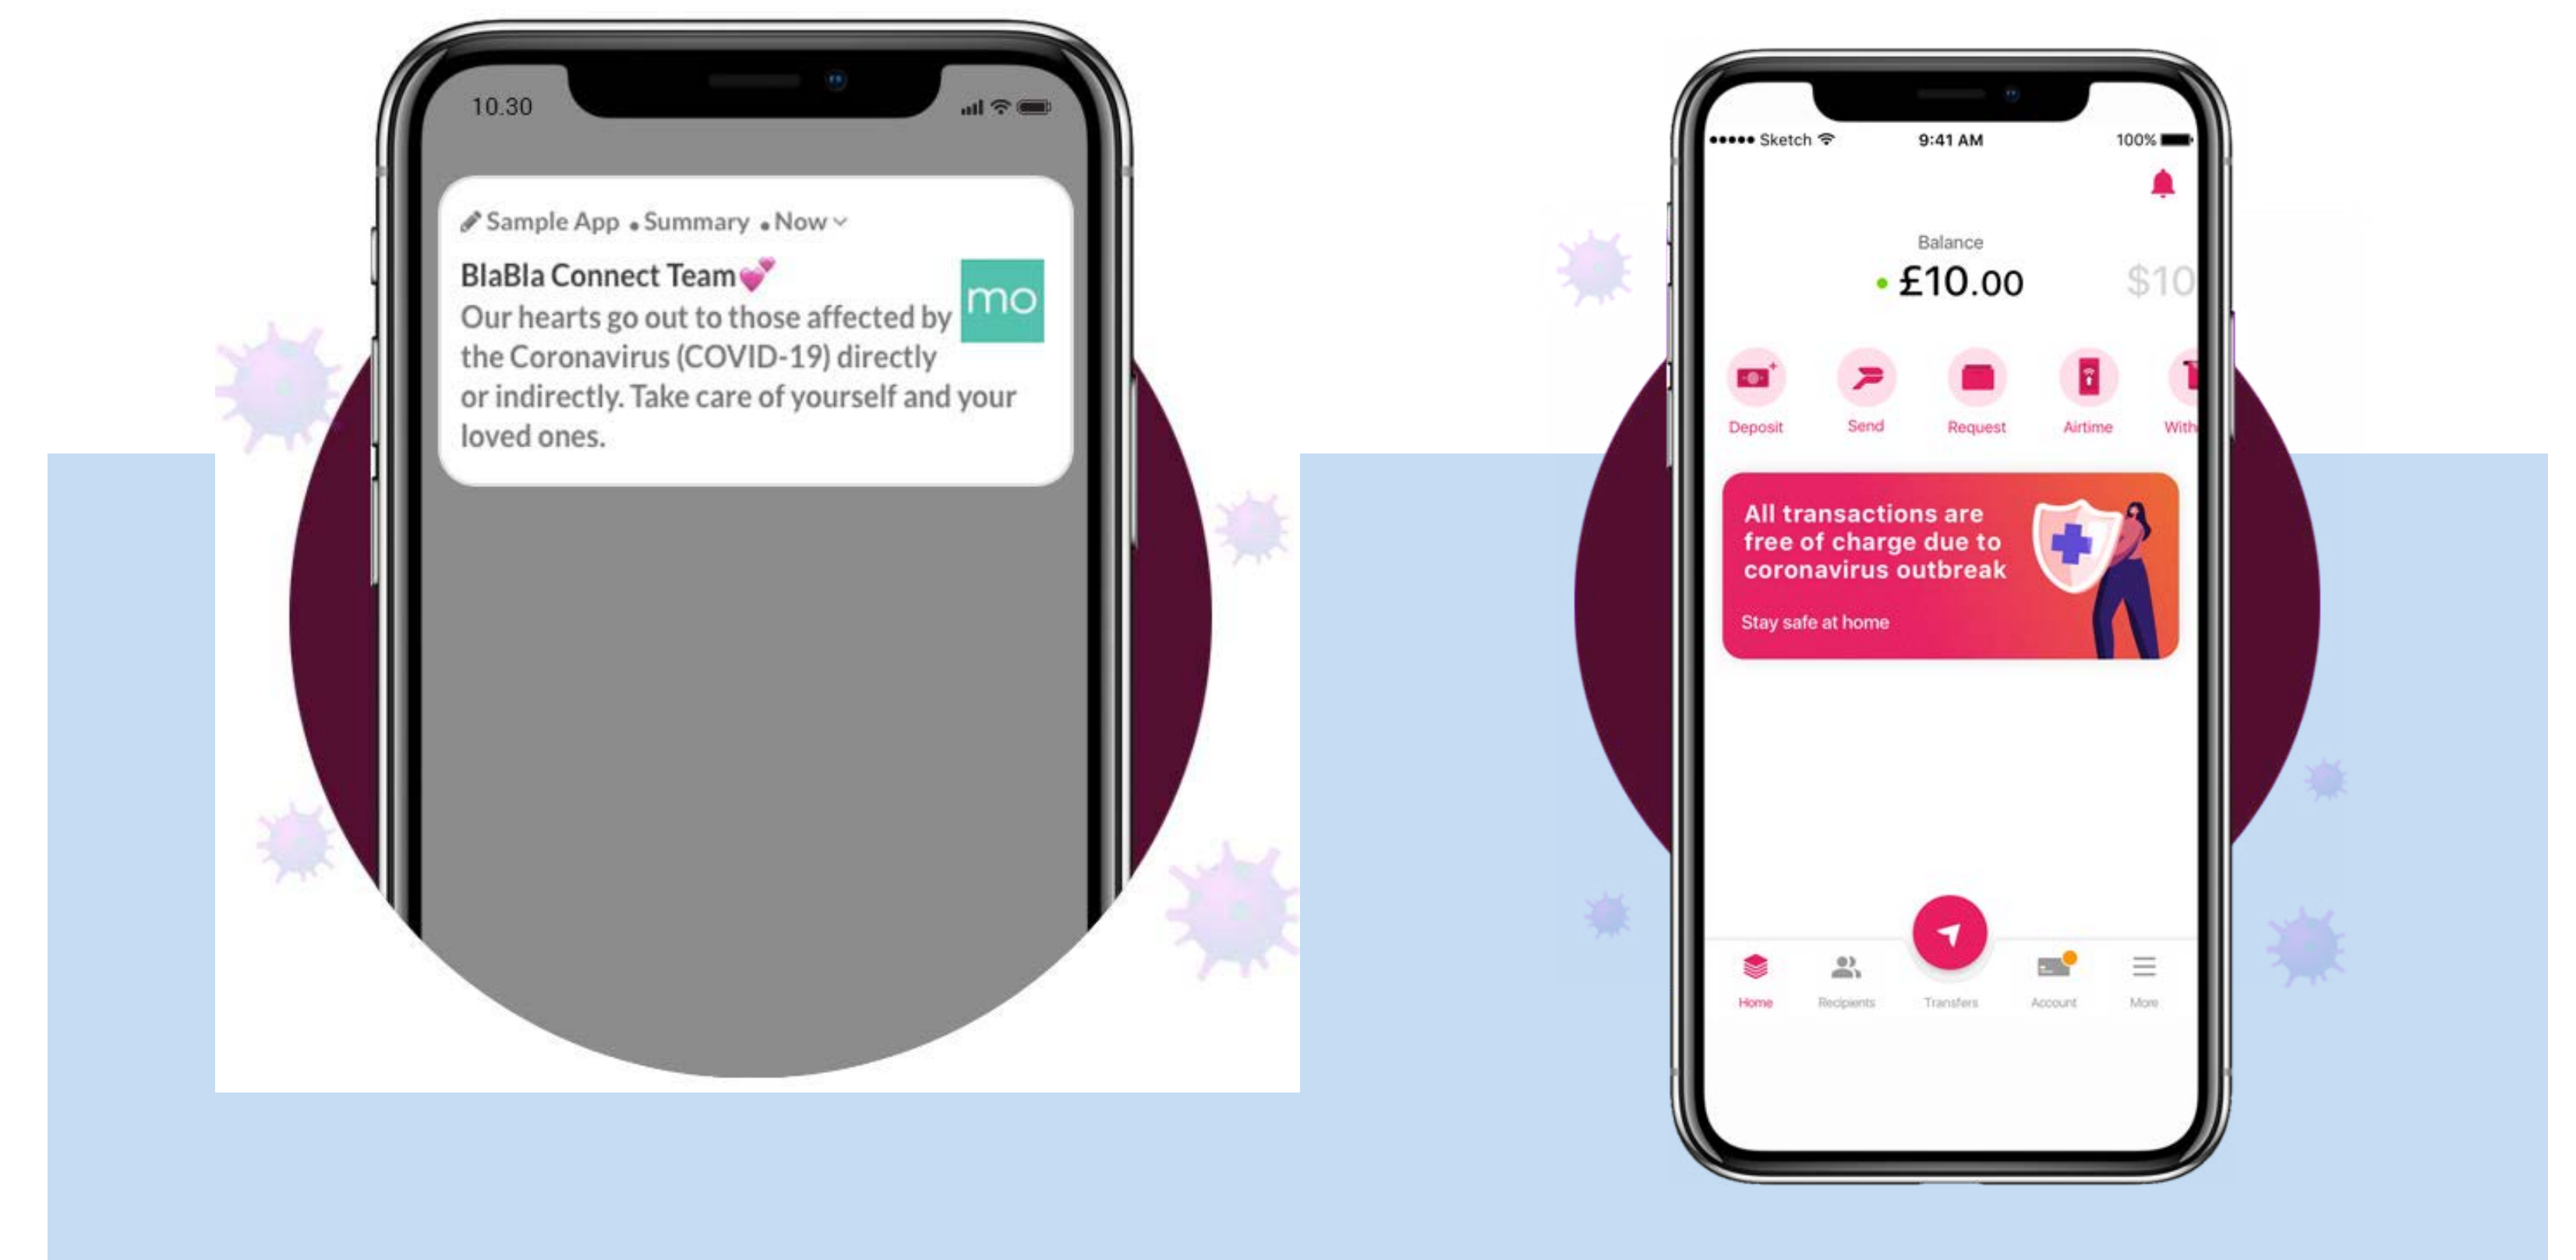 10.30
Sample App • Summary • Now
BlaBla Connect Team💕
mo
Our hearts go out to those affected by
the Coronavirus (COVID-19) directly
or indirectly. Take care of yourself and your
loved ones.
Sketch
9:41 AM
100%
Balance
£10.00
$10
Deposit
Send
Request
Airtime
With
All transactions are
free of charge due to
coronavirus outbreak
Stay safe at home
Home
Recipients
Transfers
Account
More